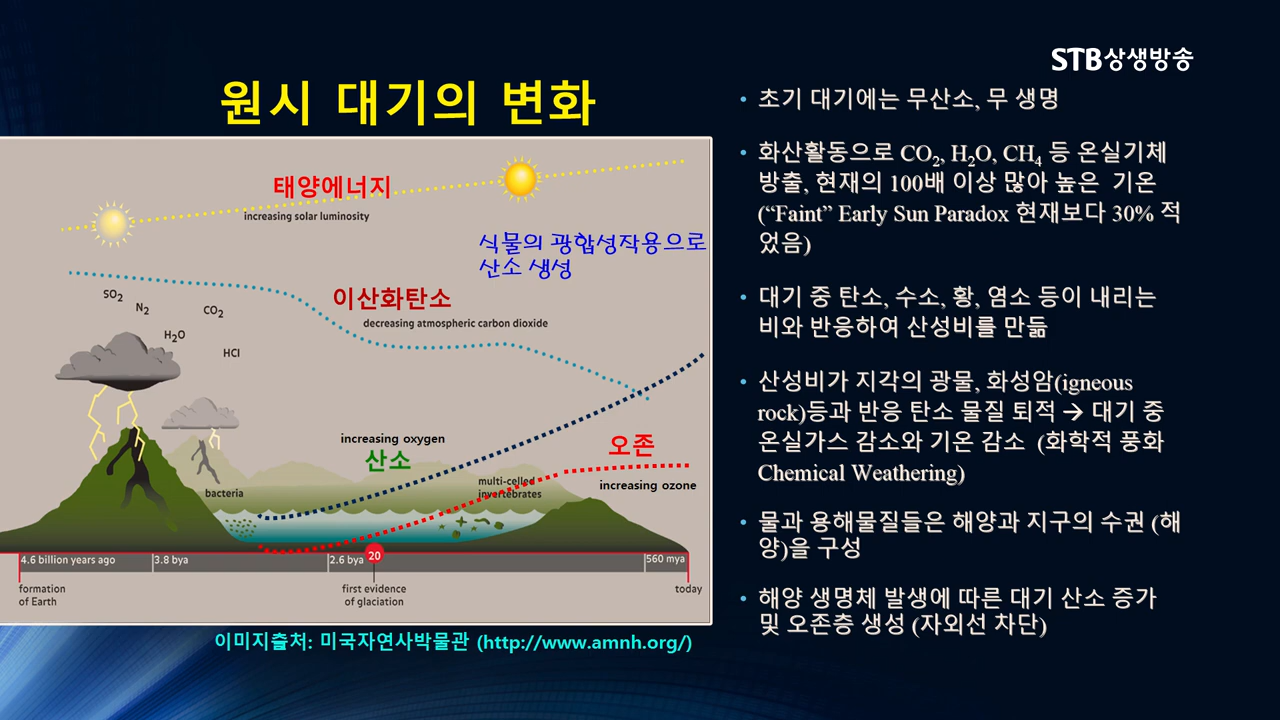 STB상생방송
원시 대기의 변화
태양에너지
increasing solar luminosity
식물의 광합성작용으로
산소 생성
이산화탄소
decreasing atmospheric carbon dioxide
SO₂
N₂
CO₂
H₂O
HCl
increasing oxygen
산소
오존
increasing ozone
multi-celled
invertebrates
bacteria
4.6 billion years ago
3.8 bya
2.6 bya
20
560 mya
formation
of Earth
first evidence
of glaciation
today
이미지출처: 미국자연사박물관 (http://www.amnh.org/)
• 초기 대기에는 무산소, 무 생명
• 화산활동으로 CO₂, H₂O, CH₄ 등 온실기체
방출, 현재의 100배 이상 많아 높은 기온
(“Faint” Early Sun Paradox 현재보다 30% 적
었음)
• 대기 중 탄소, 수소, 황, 염소 등이 내리는
비와 반응하여 산성비를 만듦
• 산성비가 지각의 광물, 화성암(igneous
rock)등과 반응 탄소 물질 퇴적 → 대기 중
온실가스 감소와 기온 감소 (화학적 풍화
Chemical Weathering)
• 물과 용해물질들은 해양과 지구의 수권 (해
양)을 구성
• 해양 생명체 발생에 따른 대기 산소 증가
및 오존층 생성 (자외선 차단)